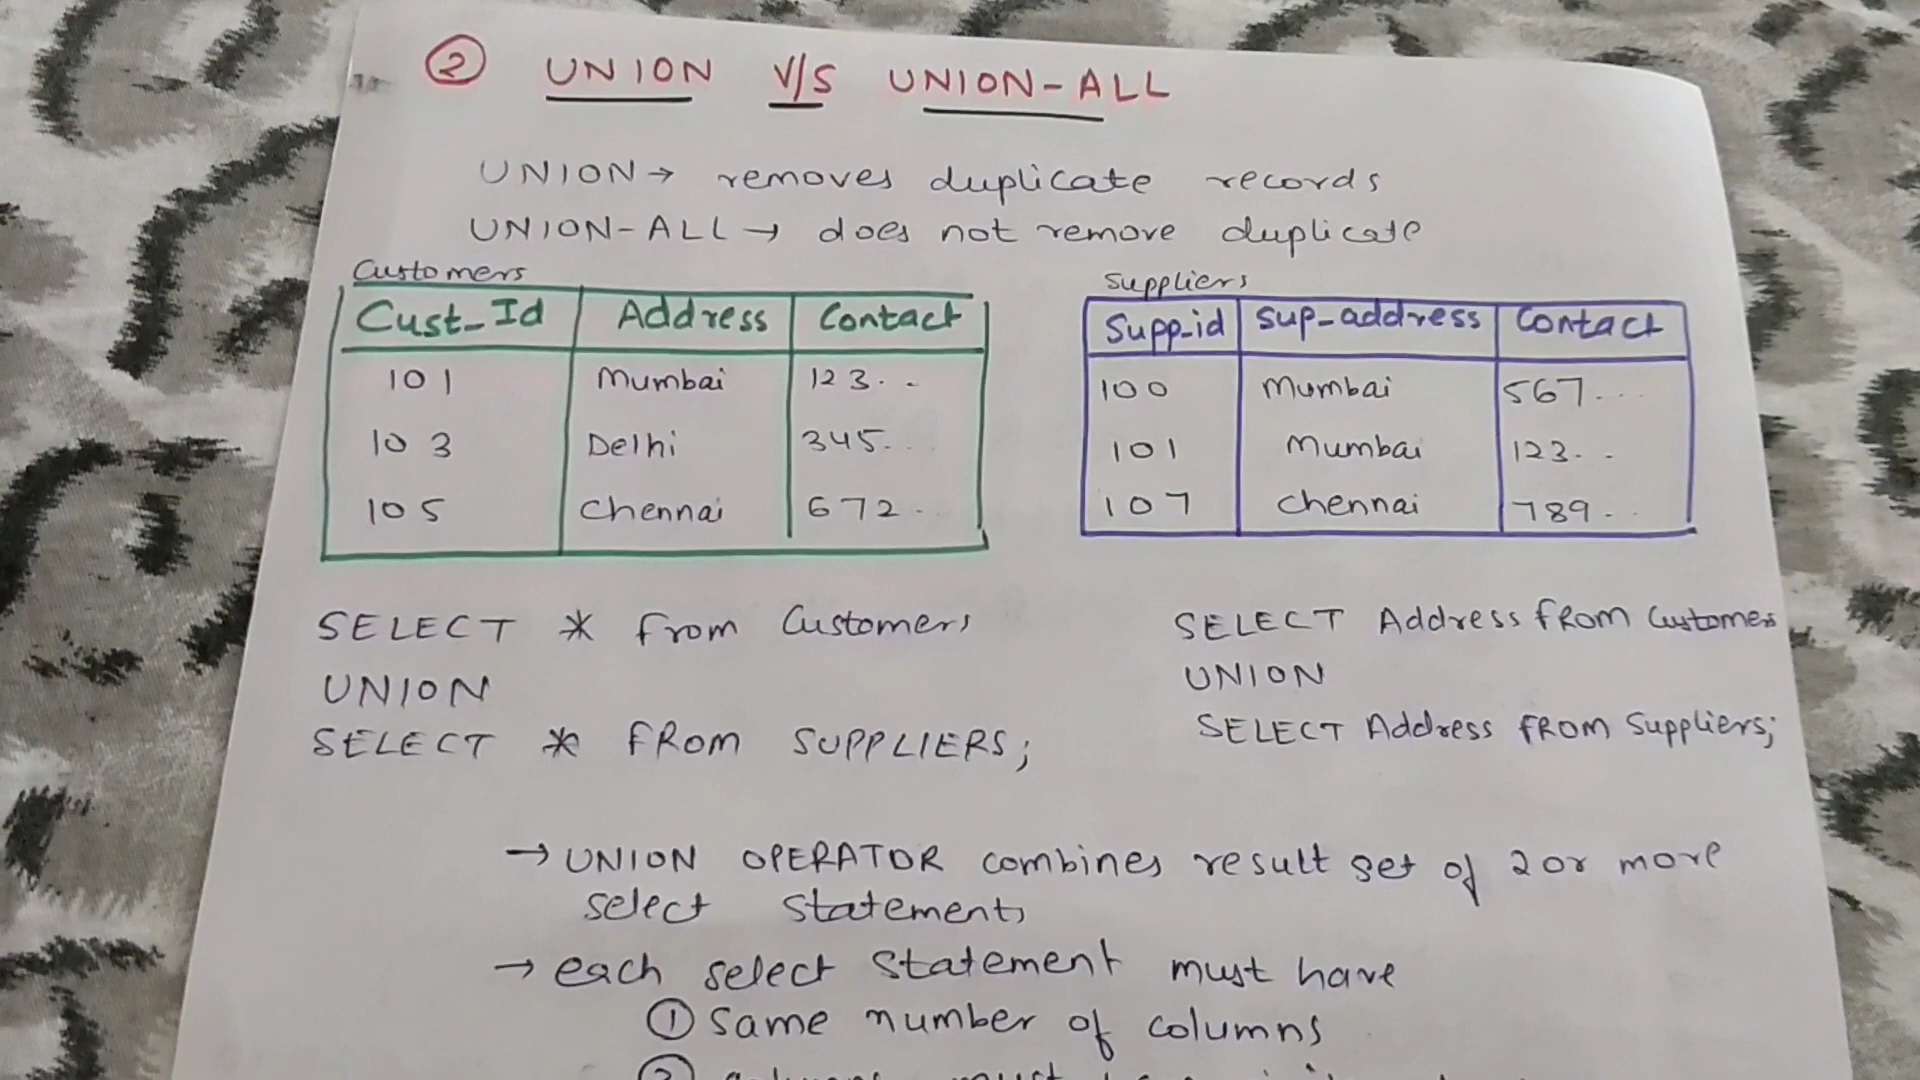 ② UNION V/S UNION-ALL
UNION → removes duplicate records
UNION-ALL → does not remove duplicate
Customers
Cust_Id Address Contact
101 Mumbai 123..
103 Delhi 345...
105 Chennai 672.
Suppliers
Supp_id sup_address Contact
100 Mumbai 567...
101 Mumbai 123..
107 Chennai 789...
SELECT * from Customers
UNION
SELECT * FROM SUPPLIERS;
SELECT Address FROM Customers
UNION
SELECT Address FROM Suppliers;
→ UNION OPERATOR combines result set of 2 or more
select statements
→ each select statement must have
① same number of columns
② must